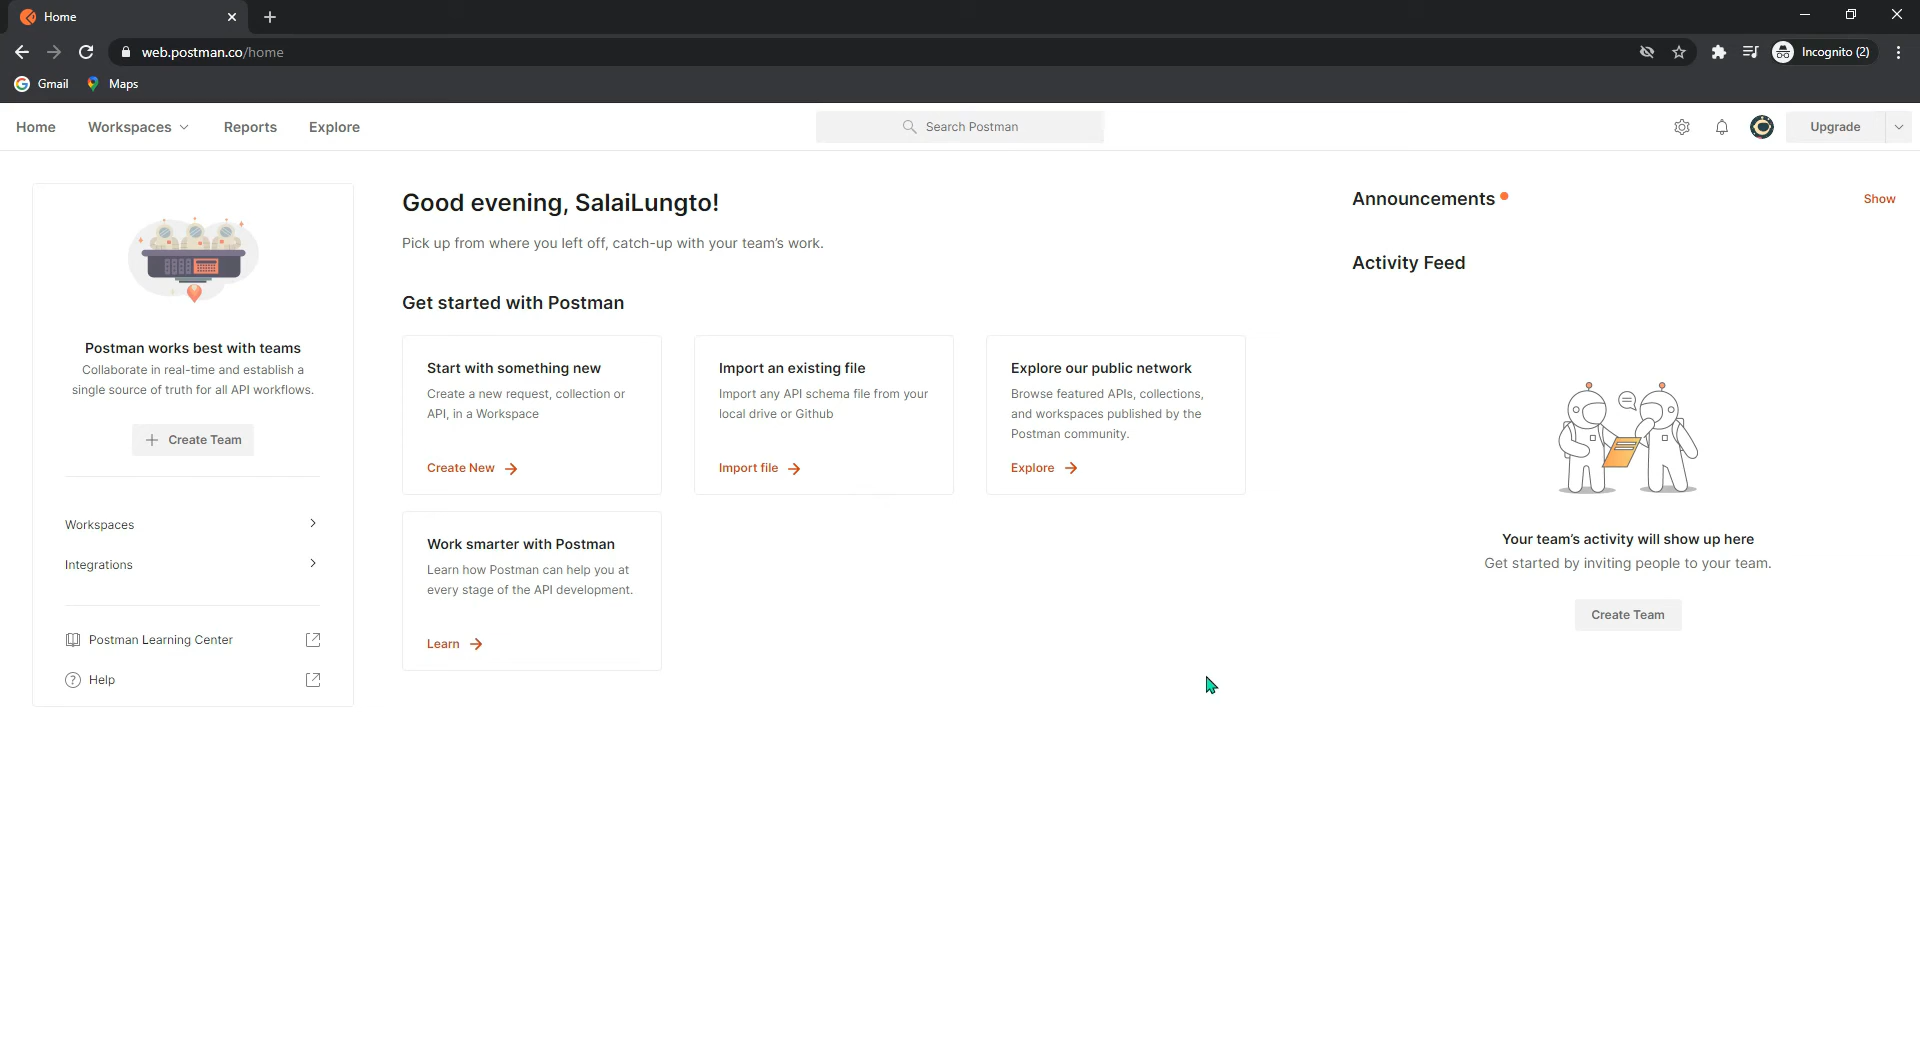 Home
web.postman.co/home
Incognito (2)
Gmail
Maps
Home
Workspaces
Reports
Explore
Search Postman
Upgrade
Postman works best with teams
Collaborate in real-time and establish a
single source of truth for all API workflows.
Create Team
Workspaces
Integrations
Postman Learning Center
Help
Good evening, SalaiLungto!
Pick up from where you left off, catch-up with your team's work.
Get started with Postman
Start with something new
Create a new request, collection or
API, in a Workspace
Create New
Import an existing file
Import any API schema file from your
local drive or Github
Import file
Explore our public network
Browse featured APIs, collections,
and workspaces published by the
Postman community.
Explore
Work smarter with Postman
Learn how Postman can help you at
every stage of the API development.
Learn
Announcements
Show
Activity Feed
Your team's activity will show up here
Get started by inviting people to your team.
Create Team